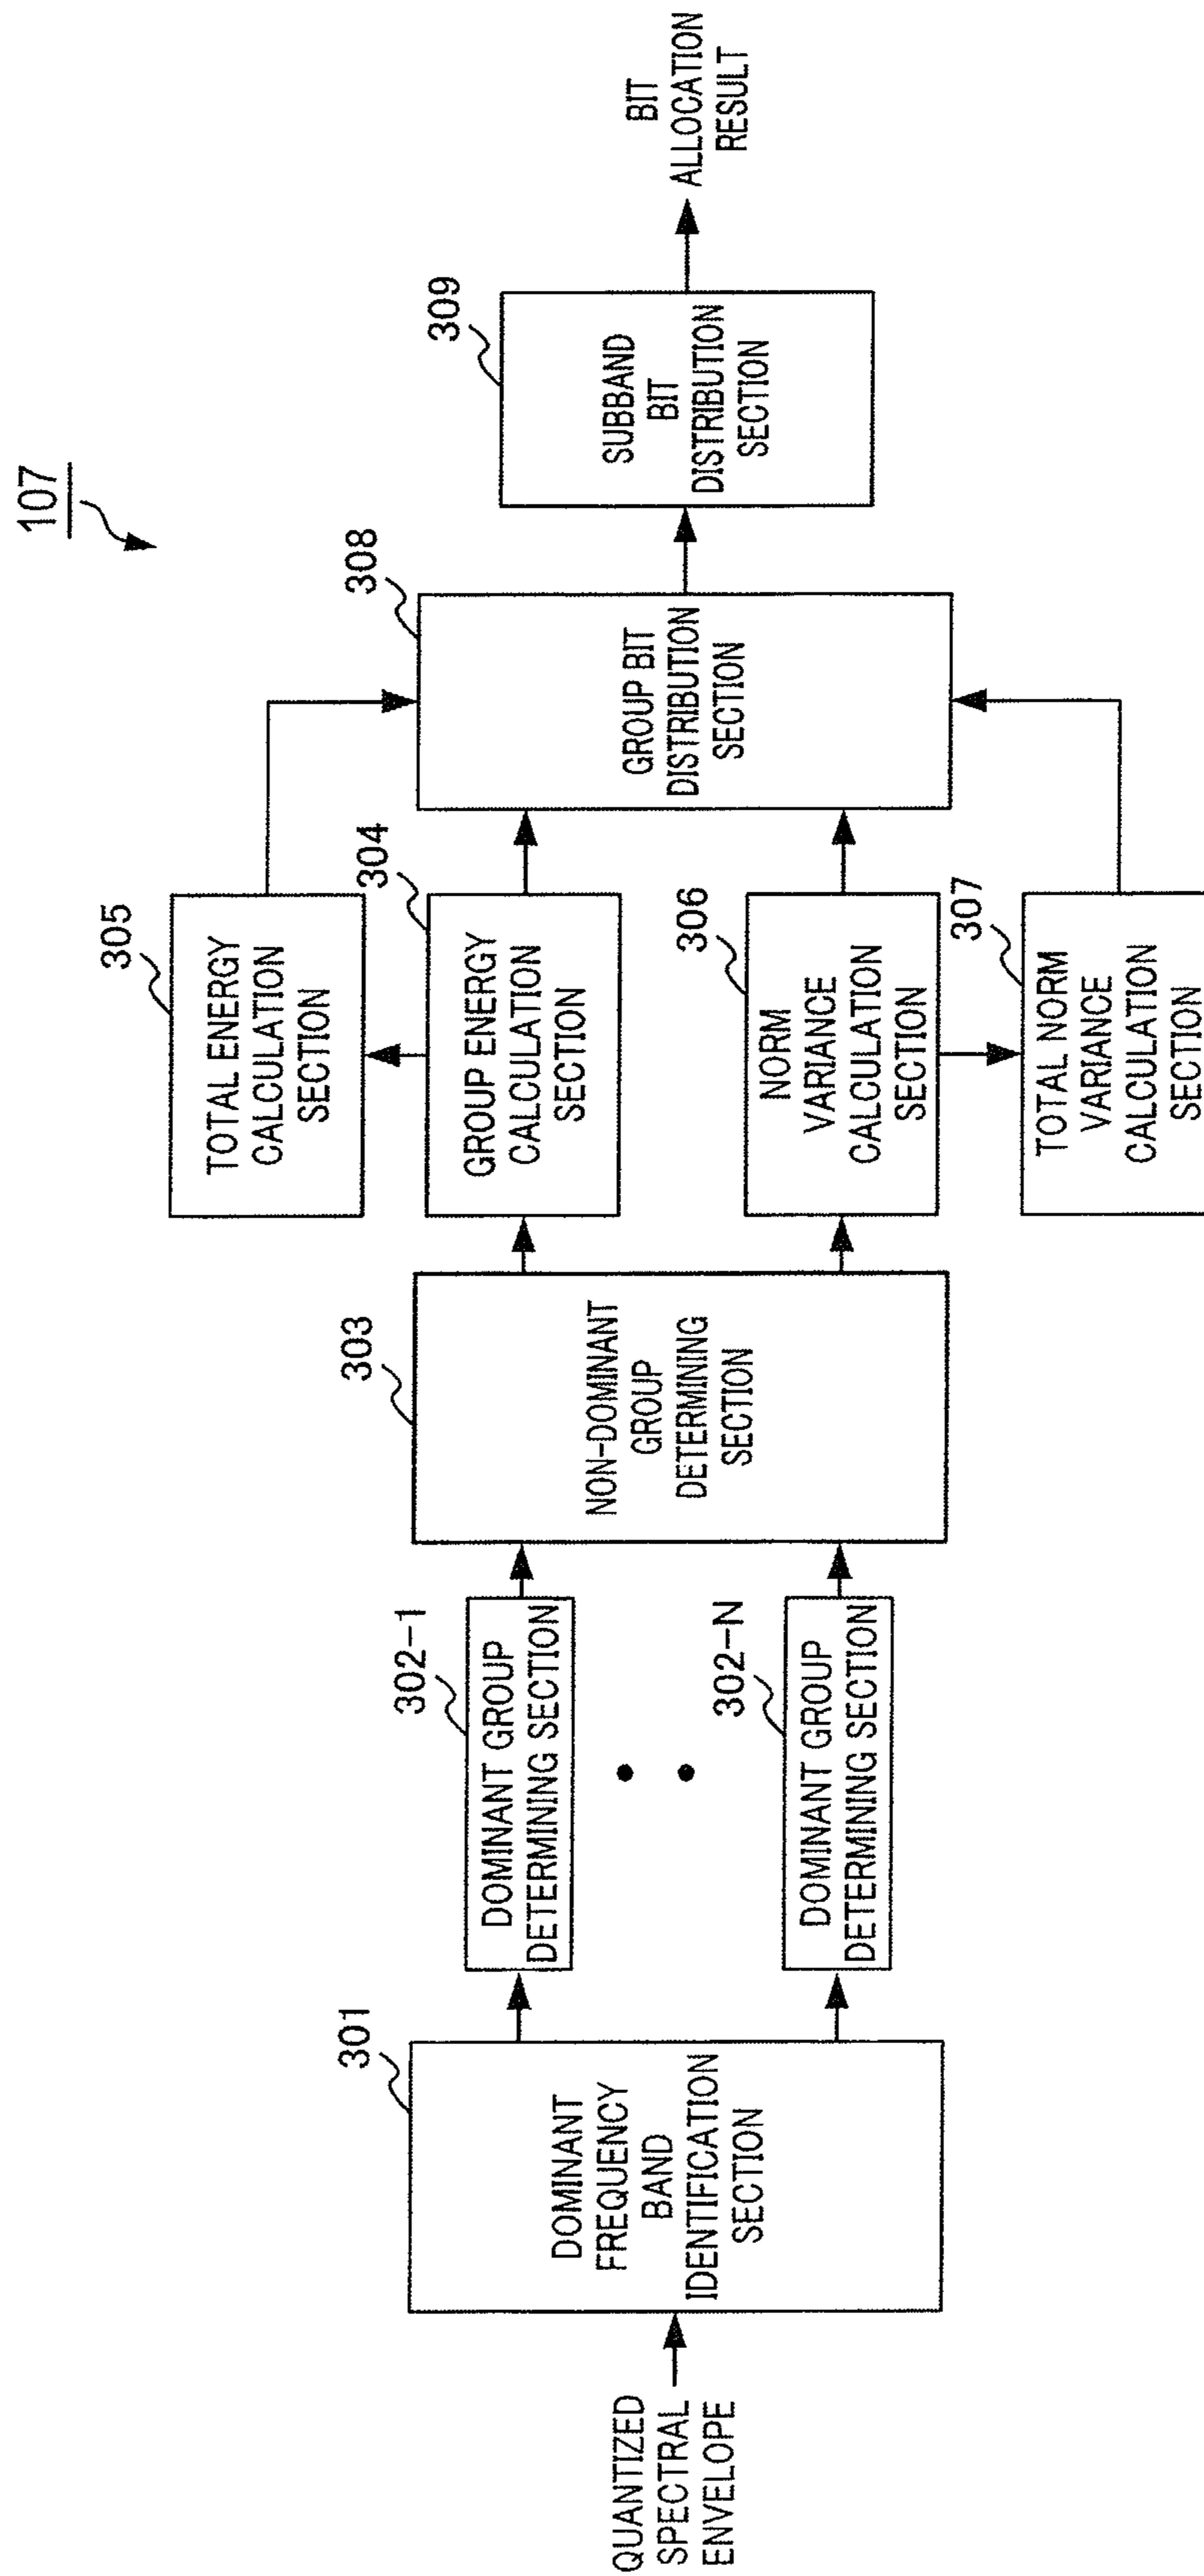 107
QUANTIZED
SPECTRAL
ENVELOPE
301
DOMINANT
FREQUENCY
BAND
IDENTIFICATION
SECTION
302-1
DOMINANT GROUP
DETERMINING SECTION
302-N
DOMINANT GROUP
DETERMINING SECTION
303
NON-DOMINANT
GROUP
DETERMINING
SECTION
305
TOTAL ENERGY
CALCULATION
SECTION
304
GROUP ENERGY
CALCULATION
SECTION
306
NORM
VARIANCE
CALCULATION
SECTION
307
TOTAL NORM
VARIANCE
CALCULATION
SECTION
308
GROUP BIT
DISTRIBUTION
SECTION
309
SUBBAND
BIT
DISTRIBUTION
SECTION
BIT
ALLOCATION
RESULT